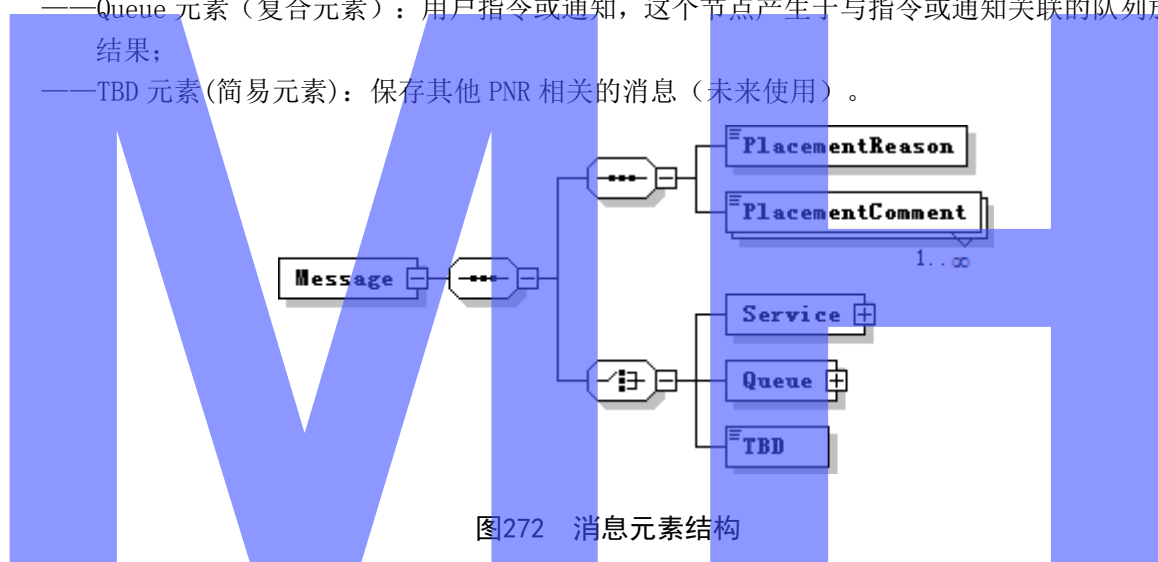 ——Queue 元素（复合元素）：用户指令或通知，这个节点产生于与指令或通知关联的队列
结果；
——TBD 元素(简易元素)：保存其他 PNR 相关的消息（未来使用）。
PlacementReason
PlacementComment
1..∞
Message
Service
Queue
TBD
图272 消息元素结构
MH